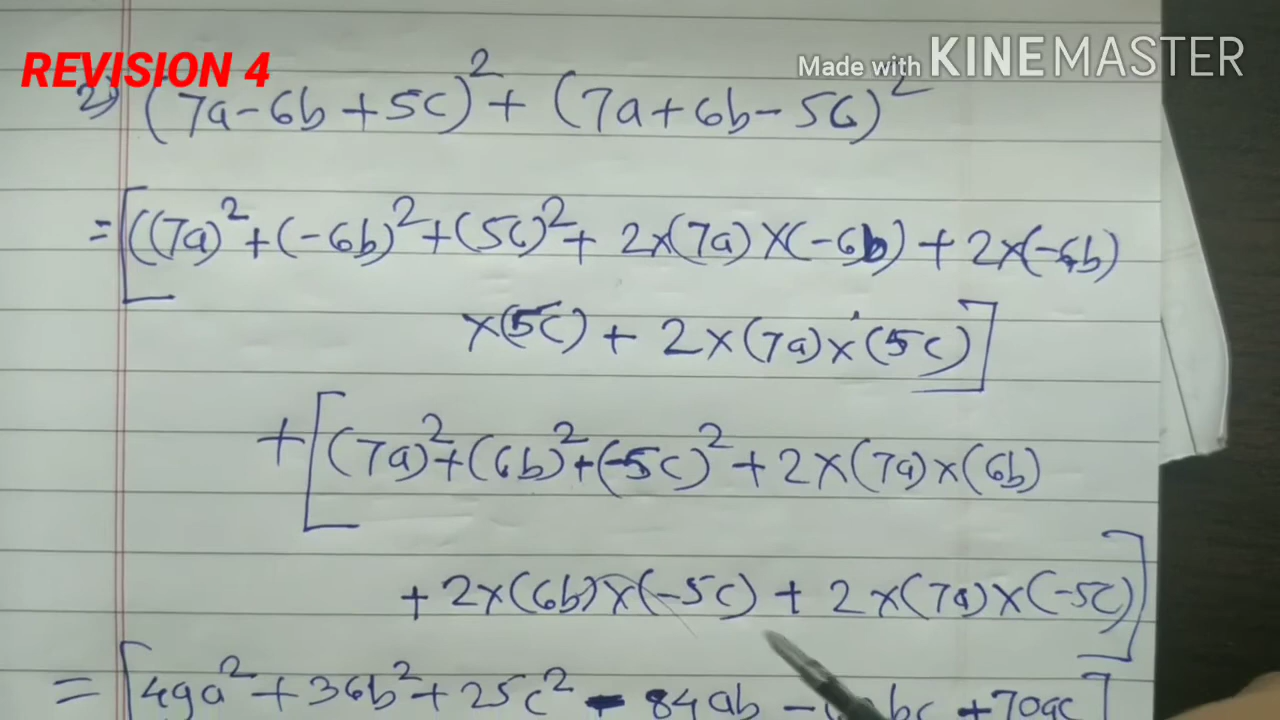 REVISION 4
Made with KINEMASTER
2) (7a-6b+5c)² + (7a+6b-5c)²
= [((7a)²+(-6b)²+(5c)²+ 2×(7a)×(-6b) + 2×(-6b)
×(5c) + 2×(7a)×(5c)]
+ [(7a)²+(6b)²+(-5c)²+2×(7a)×(6b)
+ 2×(6b)×(-5c) + 2×(7a)×(-5c)]
= [49a²+36b²+25c² - 84ab - bc +70ac]